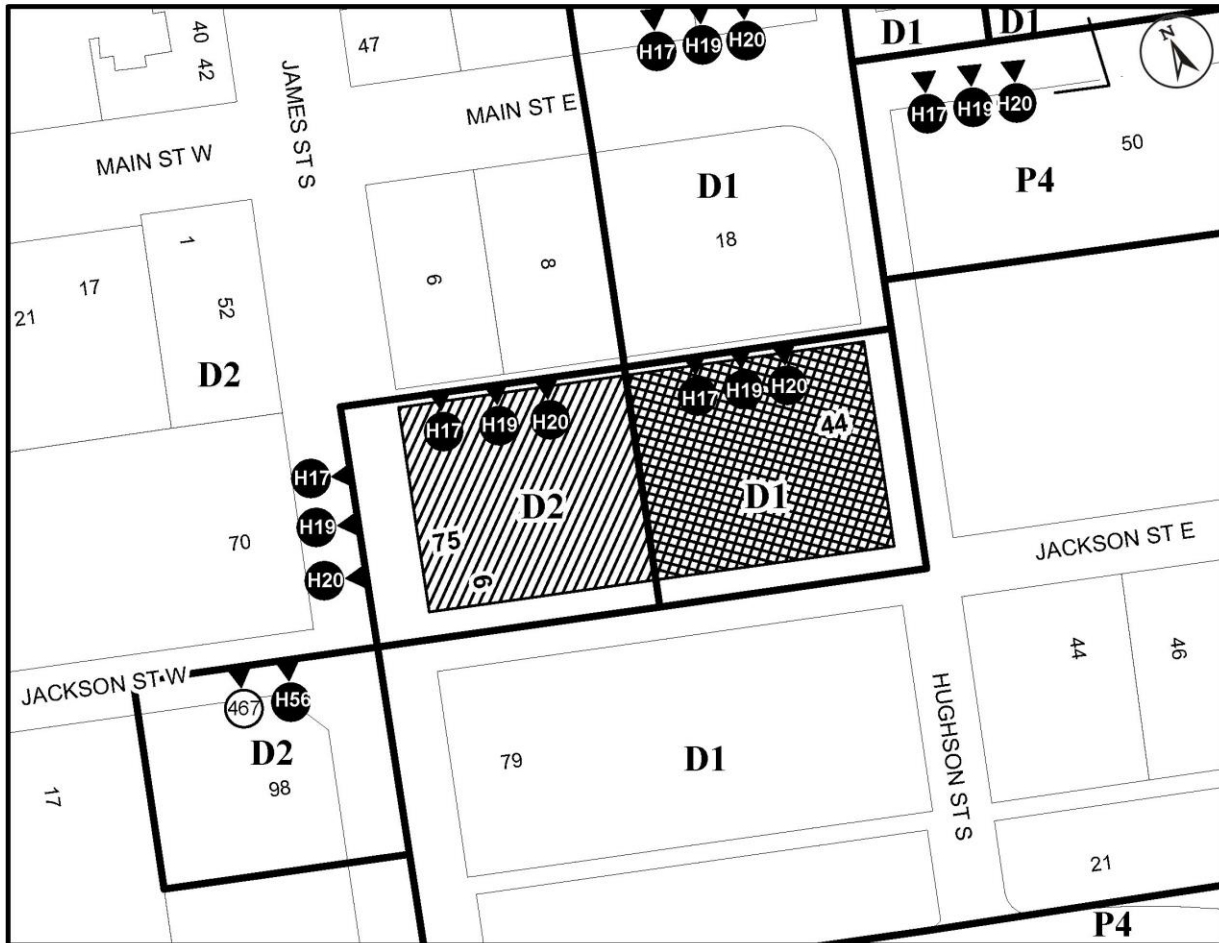 40
42
47
JAMES ST S
MAIN ST E
MAIN ST W
H17 H19 H20
D1
D1
N
H17 H19 H20
50
P4
D1
18
1
17
52
21
D2
6
8
H17 H19 H20
H17 H19 H20
44
D2
D1
75
6
H17
H19
H20
70
JACKSON ST E
JACKSON ST W
467
H56
D2
98
17
79
D1
HUGHSON ST S
44
46
21
P4